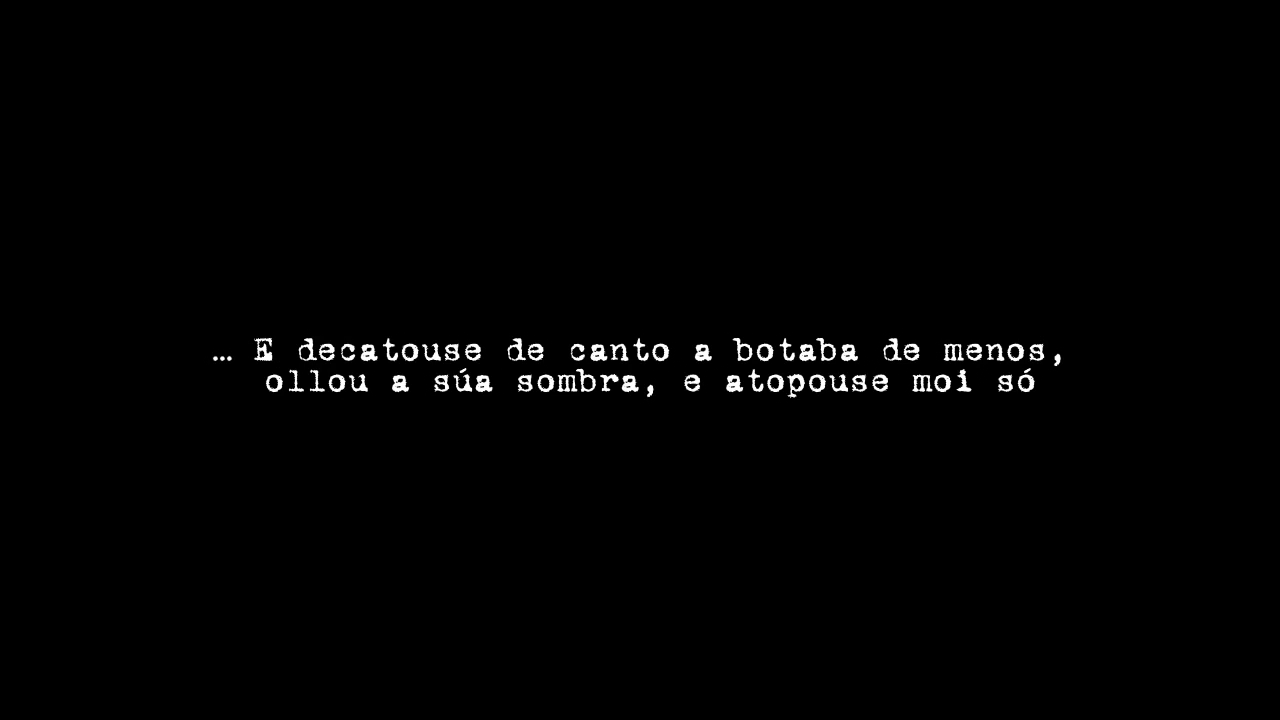 … E decatouse de canto a botaba de menos,
ollou a súa sombra, e atopouse moi só